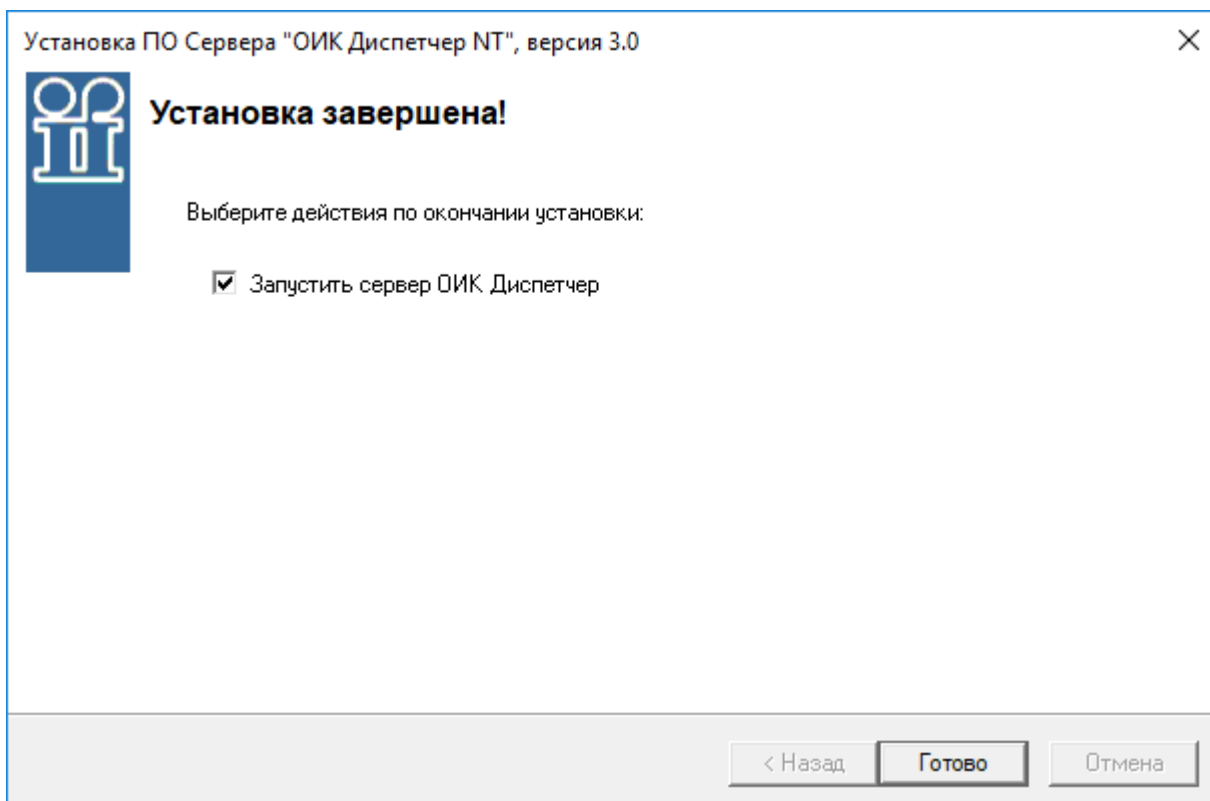 Установка ПО Сервера "ОИК Диспетчер NT", версия 3.0
Установка завершена!
Выберите действия по окончании установки:
Запустить сервер ОИК Диспетчер
< Назад
Готово
Отмена